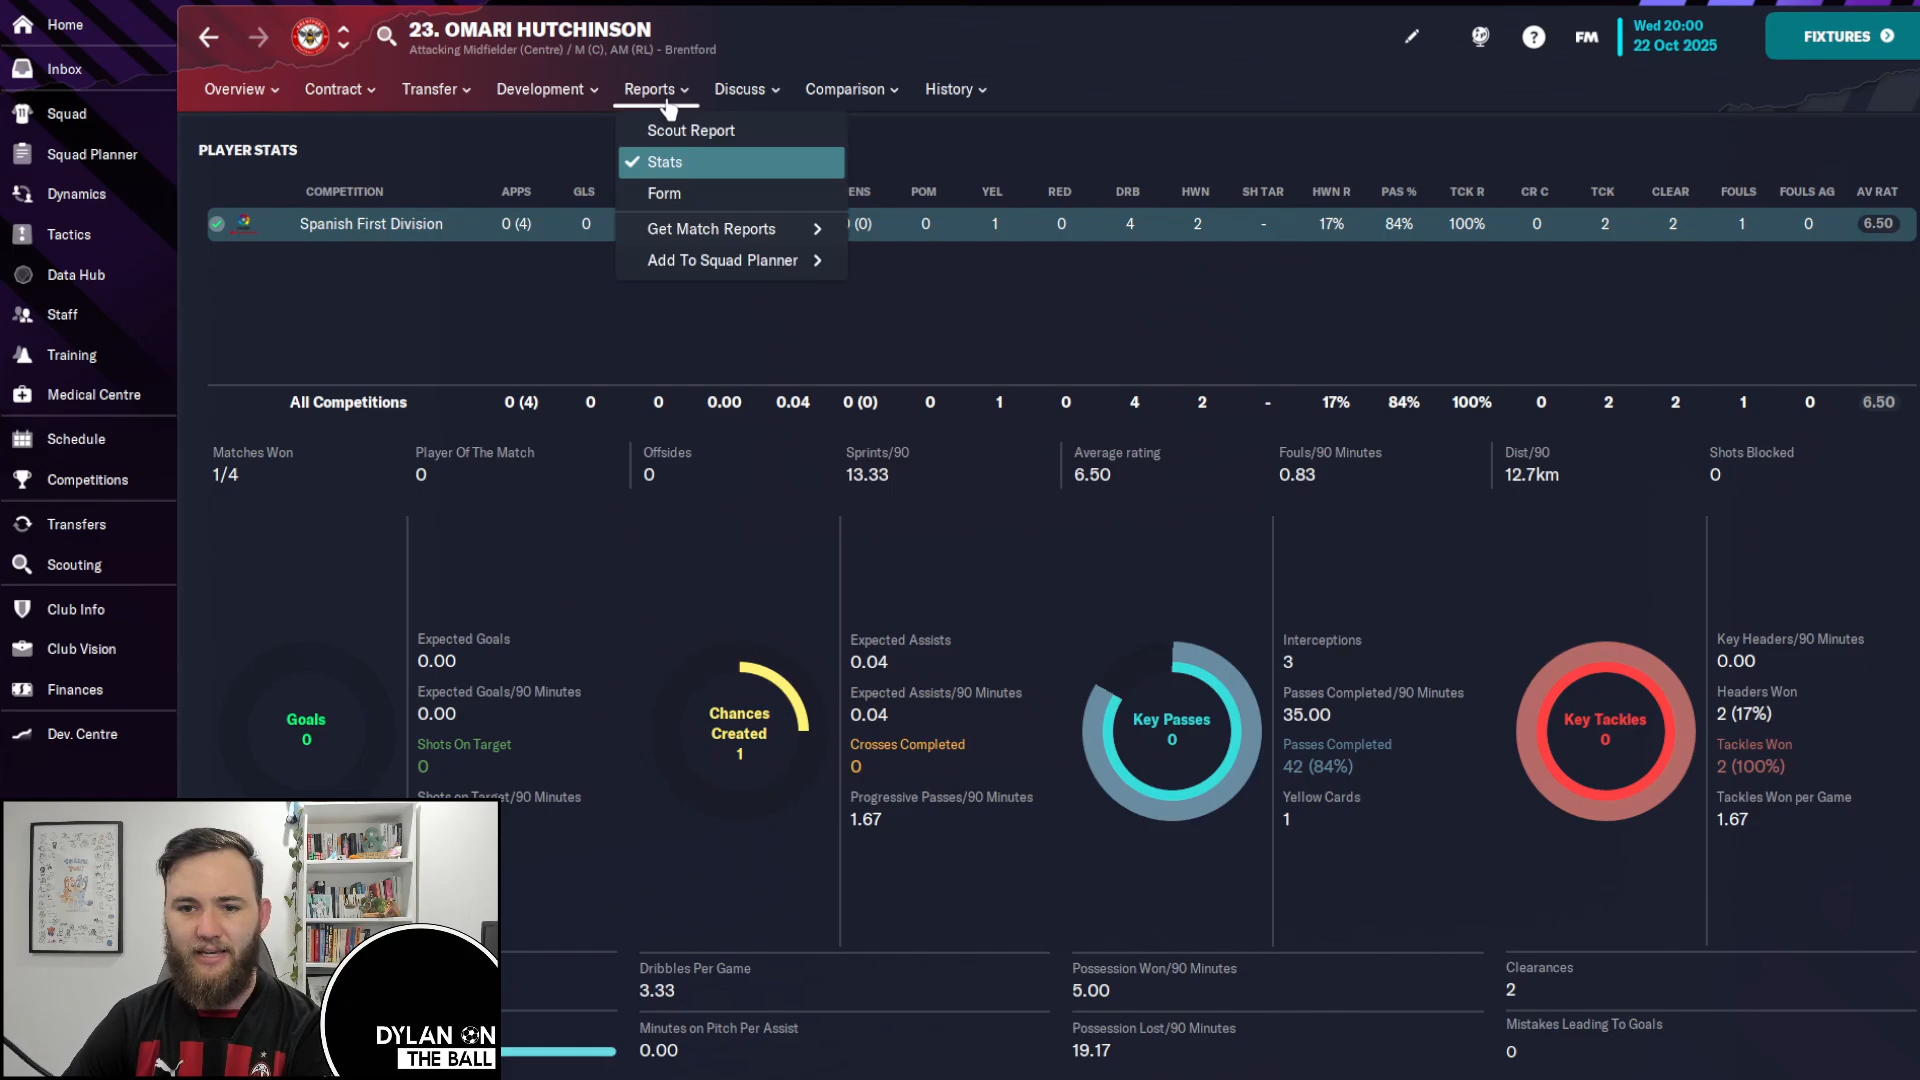 Home
Inbox
Squad
Squad Planner
Dynamics
Tactics
Data Hub
Staff
Training
Medical Centre
Schedule
Competitions
Transfers
Scouting
Club Info
Club Vision
Finances
Dev. Centre
23. OMARI HUTCHINSON
Attacking Midfielder (Centre) / M (C), AM (RL) - Brentford
FM
Wed 20:00
22 Oct 2025
FIXTURES
Overview Contract Transfer Development Reports Discuss Comparison History
Scout Report
Stats
Form
Get Match Reports
Add To Squad Planner
PLAYER STATS
COMPETITION APPS GLS ENS POM YEL RED DRB HWN SH TAR HWN R PAS % TCK R CR C TCK CLEAR FOULS FOULS AG AV RAT
Spanish First Division 0 (4) 0 (0) 0 1 0 4 2 - 17% 84% 100% 0 2 2 1 0 6.50
All Competitions 0 (4) 0 0 0.00 0.04 0 (0) 0 1 0 4 2 - 17% 84% 100% 0 2 2 1 0 6.50
Matches Won Player Of The Match Offsides Sprints/90 Average rating Fouls/90 Minutes Dist/90 Shots Blocked
1/4 0 0 13.33 6.50 0.83 12.7km 0
Goals
0
Expected Goals
0.00
Expected Goals/90 Minutes
0.00
Shots On Target
0
Shots on Target/90 Minutes
Chances
Created
1
Expected Assists
0.04
Expected Assists/90 Minutes
0.04
Crosses Completed
0
Progressive Passes/90 Minutes
1.67
Key Passes
0
Interceptions
3
Passes Completed/90 Minutes
35.00
Passes Completed
42 (84%)
Yellow Cards
1
Key Tackles
0
Key Headers/90 Minutes
0.00
Headers Won
2 (17%)
Tackles Won
2 (100%)
Tackles Won per Game
1.67
Dribbles Per Game
3.33
Minutes on Pitch Per Assist
0.00
Possession Won/90 Minutes
5.00
Possession Lost/90 Minutes
19.17
Clearances
2
Mistakes Leading To Goals
0
DYLAN ON
THE BALL